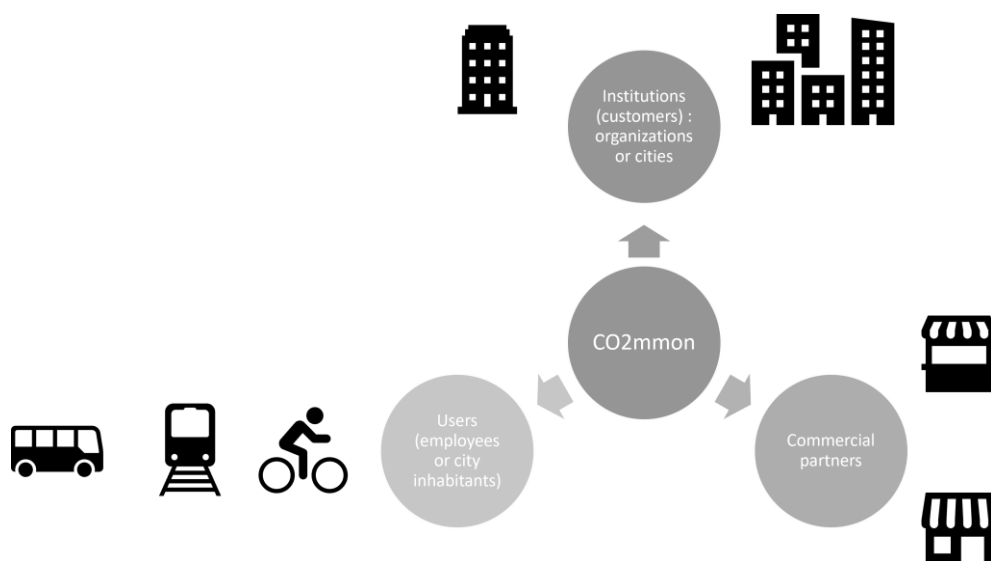 Institutions
(customers) :
organizations
or cities
CO2mmon
Users
(employees
or city
inhabitants)
Commercial
partners